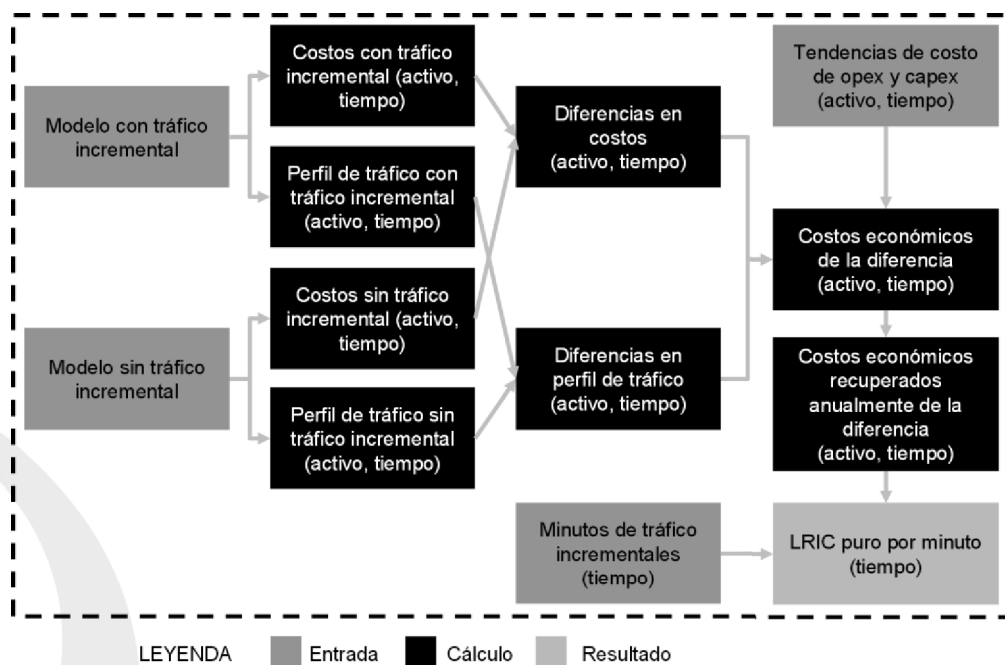 Modelo con tráfico
incremental
Modelo sin tráfico
incremental
Costos con tráfico
incremental (activo,
tiempo)
Perfil de tráfico con
tráfico incremental
(activo, tiempo)
Costos sin tráfico
incremental (activo,
tiempo)
Perfil de tráfico sin
tráfico incremental
(activo, tiempo)
Diferencias en
costos
(activo, tiempo)
Diferencias en
perfil de tráfico
(activo, tiempo)
Minutos de tráfico
incrementales
(tiempo)
Tendencias de costo
de opex y capex
(activo, tiempo)
Costos económicos
de la diferencia
(activo, tiempo)
Costos económicos
recuperados
anualmente de la
diferencia
(activo, tiempo)
LRIC puro por minuto
(tiempo)
LEYENDA
Entrada
Cálculo
Resultado